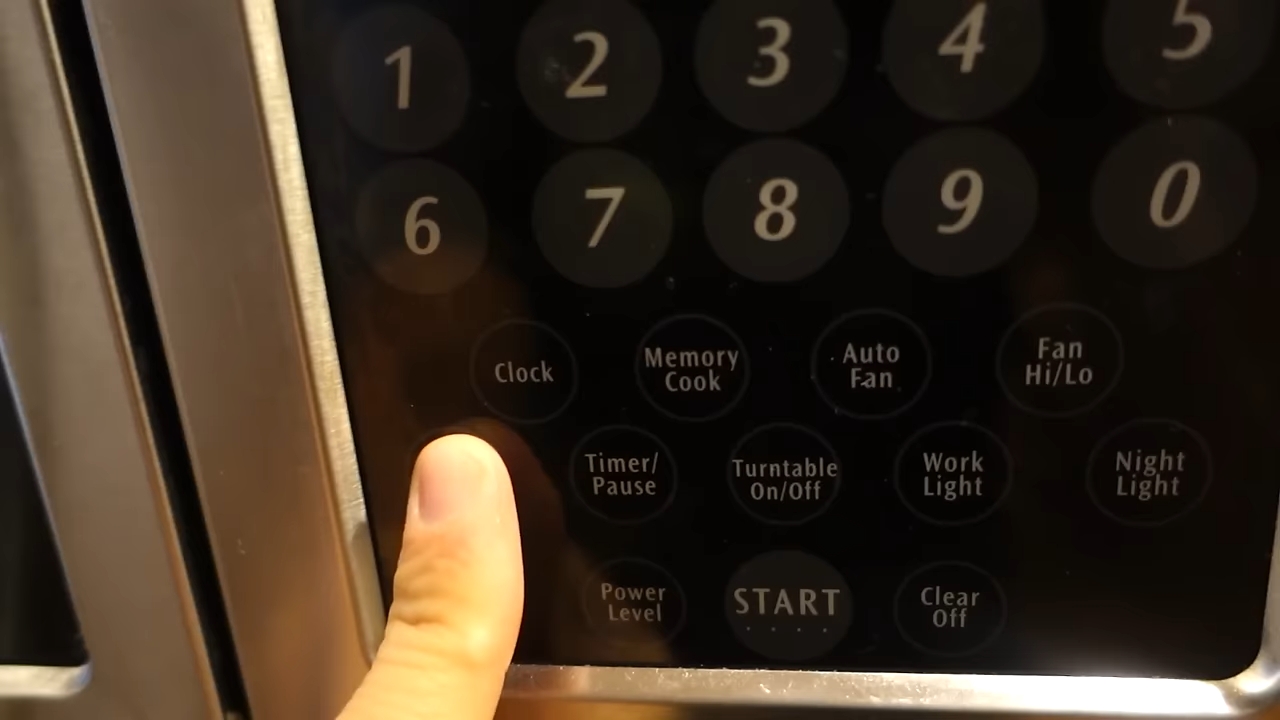 1 2 3 4 5
6 7 8 9 0
Clock
Memory
Cook
Auto
Fan
Fan
Hi/Lo
Timer/
Pause
Turntable
On/Off
Work
Light
Night
Light
Power
Level
START
Clear
Off